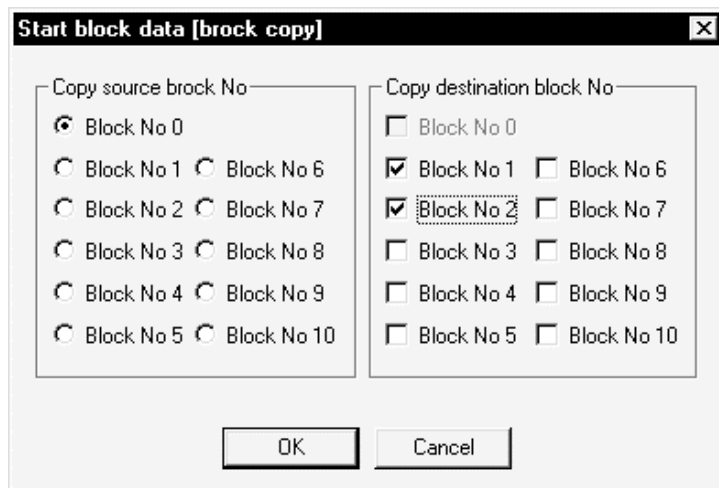 Start block data [brock copy]
Copy source brock No
Block No 0
Block No 1 Block No 6
Block No 2 Block No 7
Block No 3 Block No 8
Block No 4 Block No 9
Block No 5 Block No 10
Copy destination block No
Block No 0
Block No 1 Block No 6
Block No 2 Block No 7
Block No 3 Block No 8
Block No 4 Block No 9
Block No 5 Block No 10
OK Cancel